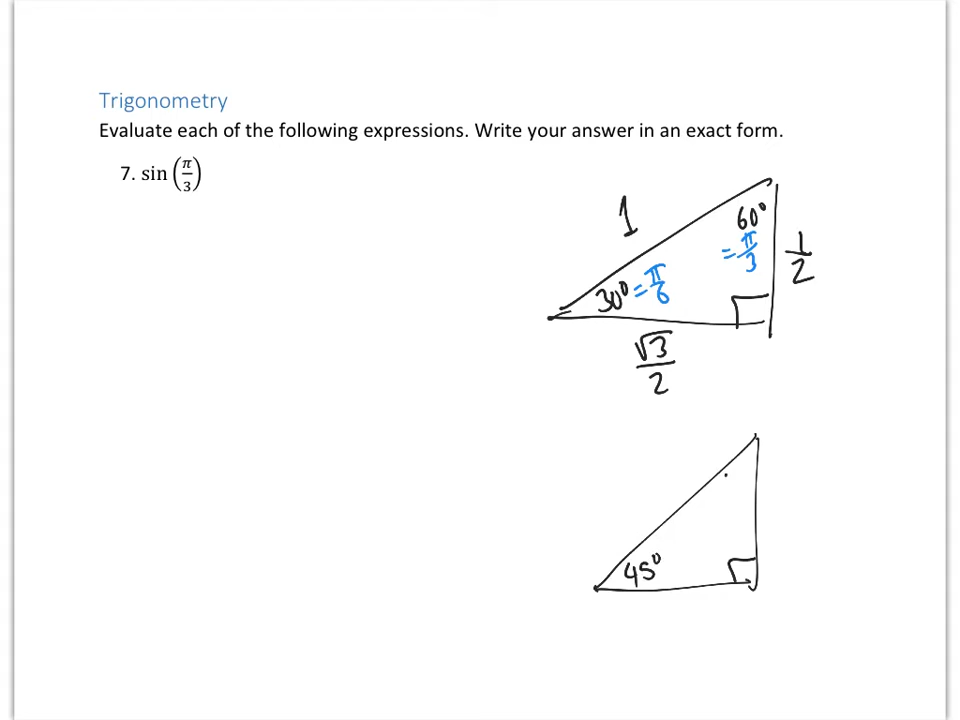 Trigonometry
Evaluate each of the following expressions. Write your answer in an exact form.
7. sin (π/3)
1
60° = π/3
1/2
30° = π/6
√3/2
45°